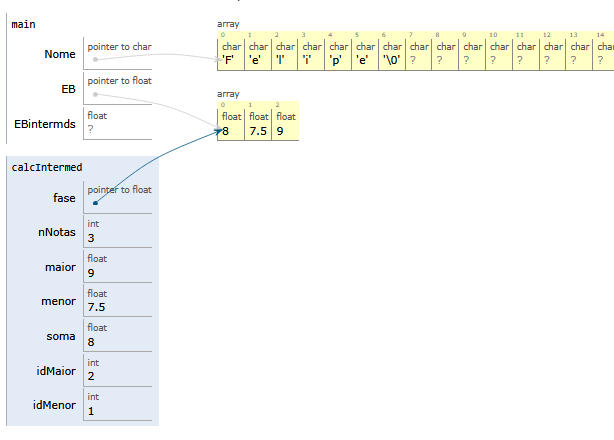 main
Nome
pointer to char
EB
pointer to float
EBintermds
float
?
array
0 1 2 3 4 5 6 7 8 9 10 11 12 13 14
char char char char char char char char char char char char char char char
'F' 'e' 'l' 'i' 'p' 'e' '\0' ? ? ? ? ? ? ? ?
array
0 1 2
float float float
8 7.5 9
calcIntermed
fase
pointer to float
nNotas
int
3
maior
float
9
menor
float
7.5
soma
float
8
idMaior
int
2
idMenor
int
1